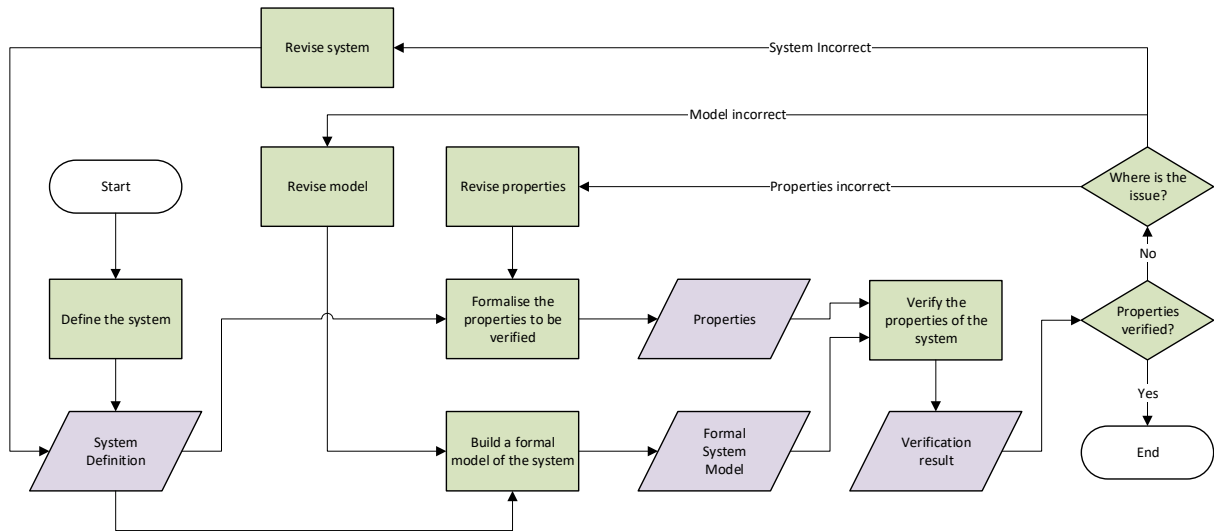 Revise system
System Incorrect
Model incorrect
Start
Revise model
Revise properties
Properties incorrect
Where is the
issue?
No
Define the system
Formalise the
properties to be
verified
Properties
Verify the
properties of the
system
Properties
verified?
Yes
System
Definition
Build a formal
model of the system
Formal
System
Model
Verification
result
End